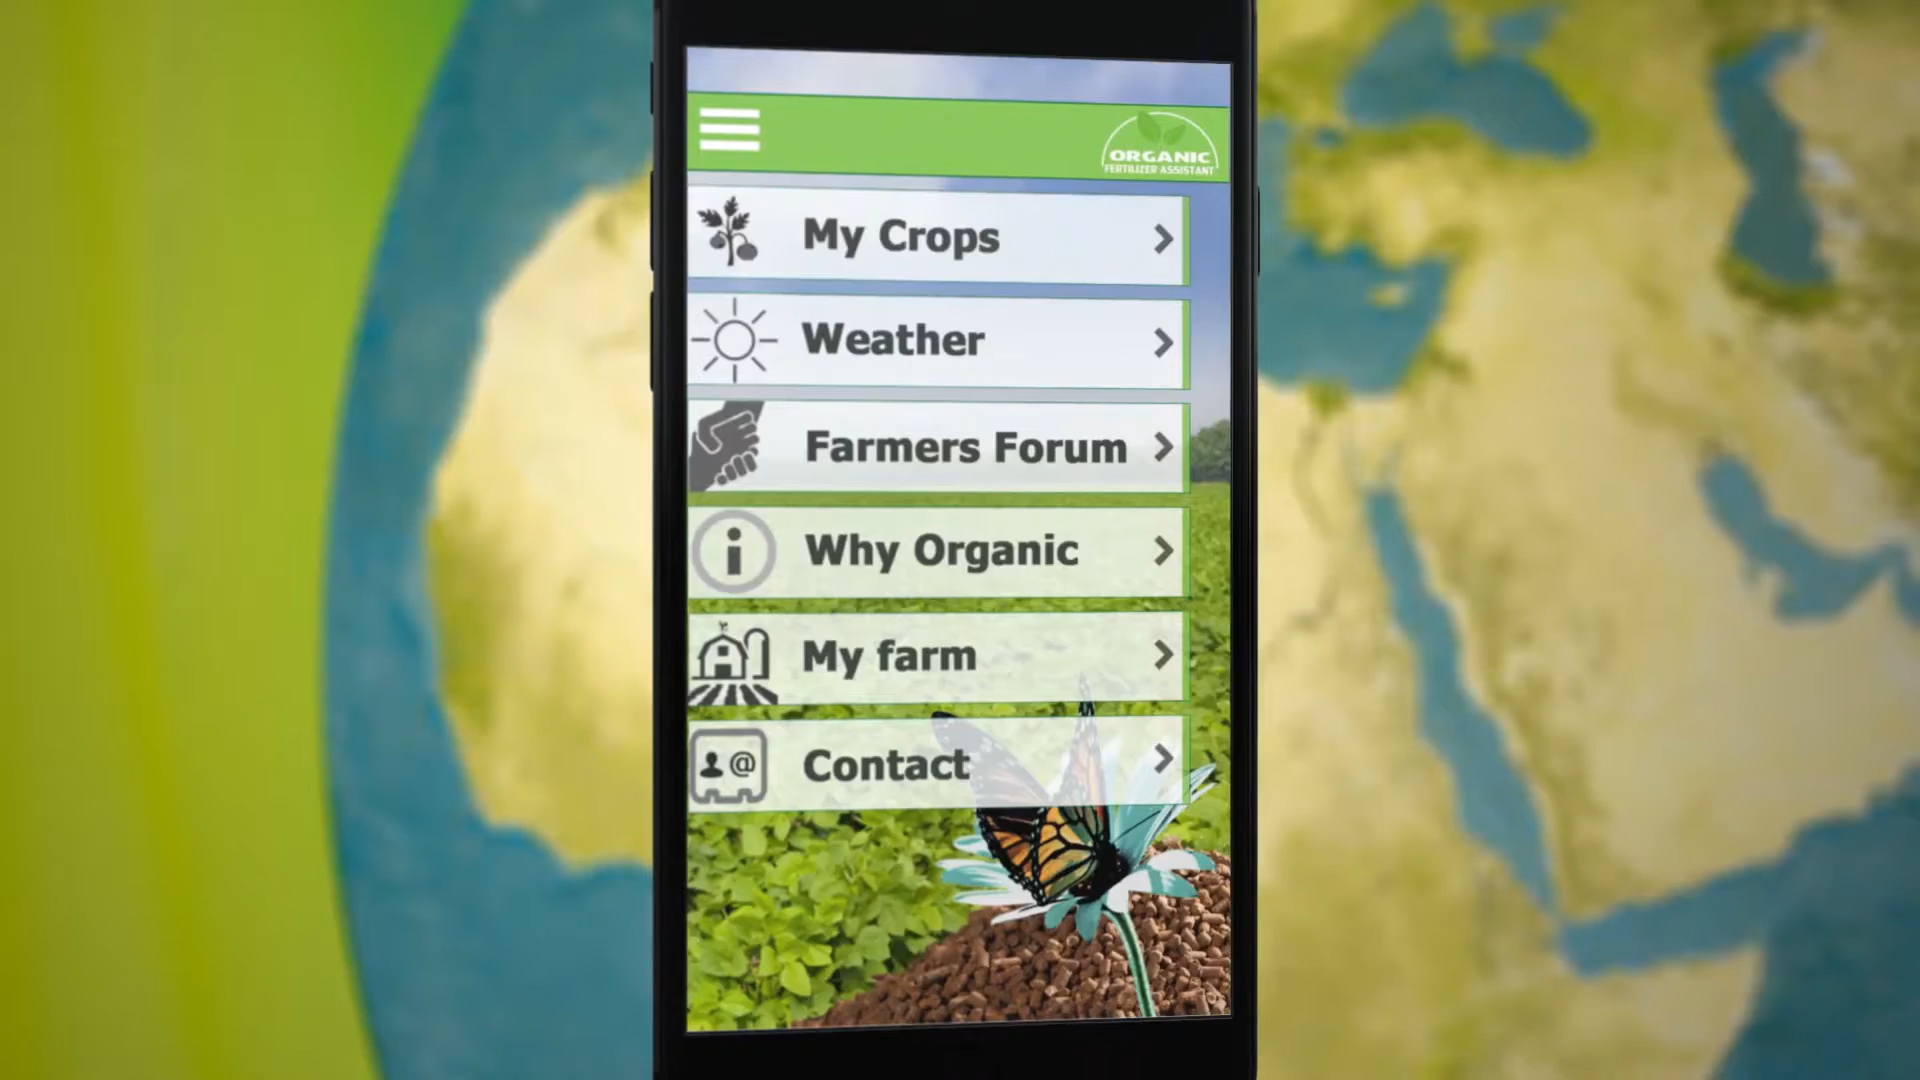 ORGANIC
FERTILIZER ASSISTANT
My Crops
Weather
Farmers Forum
Why Organic
My farm
@
Contact